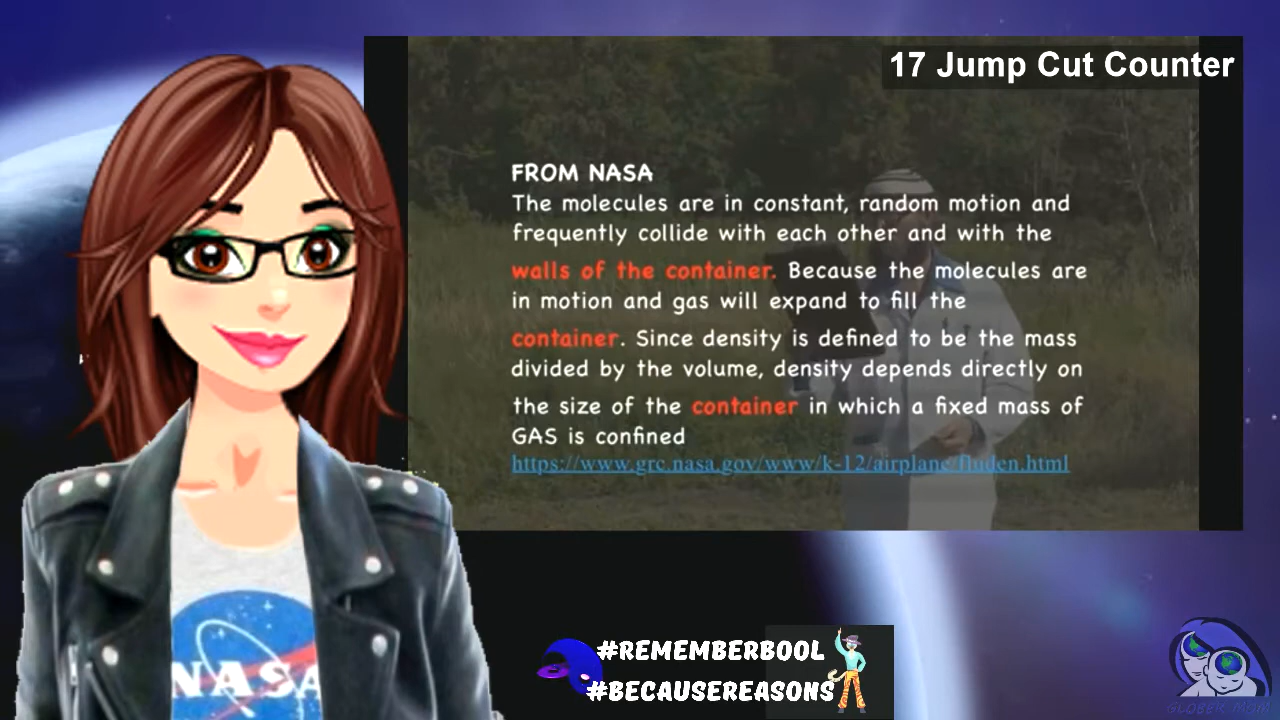 17 Jump Cut Counter
FROM NASA
The molecules are in constant, random motion and
frequently collide with each other and with the
walls of the container. Because the molecules are
in motion and gas will expand to fill the
container. Since density is defined to be the mass
divided by the volume, density depends directly on
the size of the container in which a fixed mass of
GAS is confined
https://www.grc.nasa.gov/www/k-12/airplane/fluden.html
NASA
#REMEMBERBOOL
#BECAUSEREASONS
GLOBER MOM